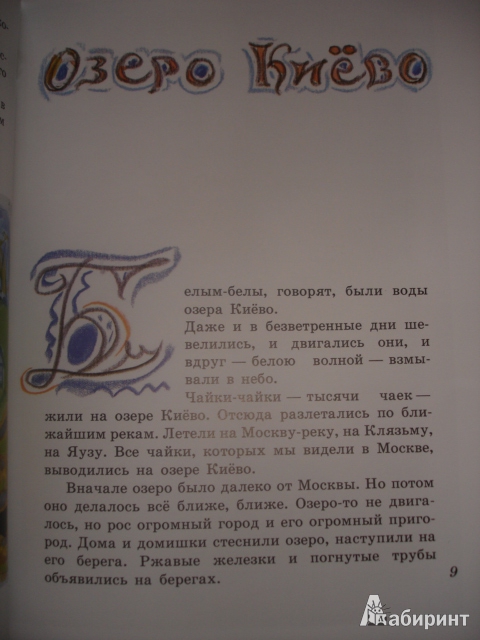 Озеро Киёво
Белым-белы, говорят, были воды
озера Киёво.
Даже и в безветренные дни ше-
велились, и двигались они, и
вдруг — белою волной — взмы-
вали в небо.
Чайки-чайки — тысячи чаек —
жили на озере Киёво. Отсюда разлетались по бли-
жайшим рекам. Летели на Москву-реку, на Клязьму,
на Яузу. Все чайки, которых мы видели в Москве,
выводились на озере Киёво.
Вначале озеро было далеко от Москвы. Но потом
оно делалось всё ближе, ближе. Озеро-то не двига-
лось, но рос огромный город и его огромный приго-
род. Дома и домишки стеснили озеро, наступили на
его берега. Ржавые железки и погнутые трубы
объявились на берегах.
9
Лабиринт